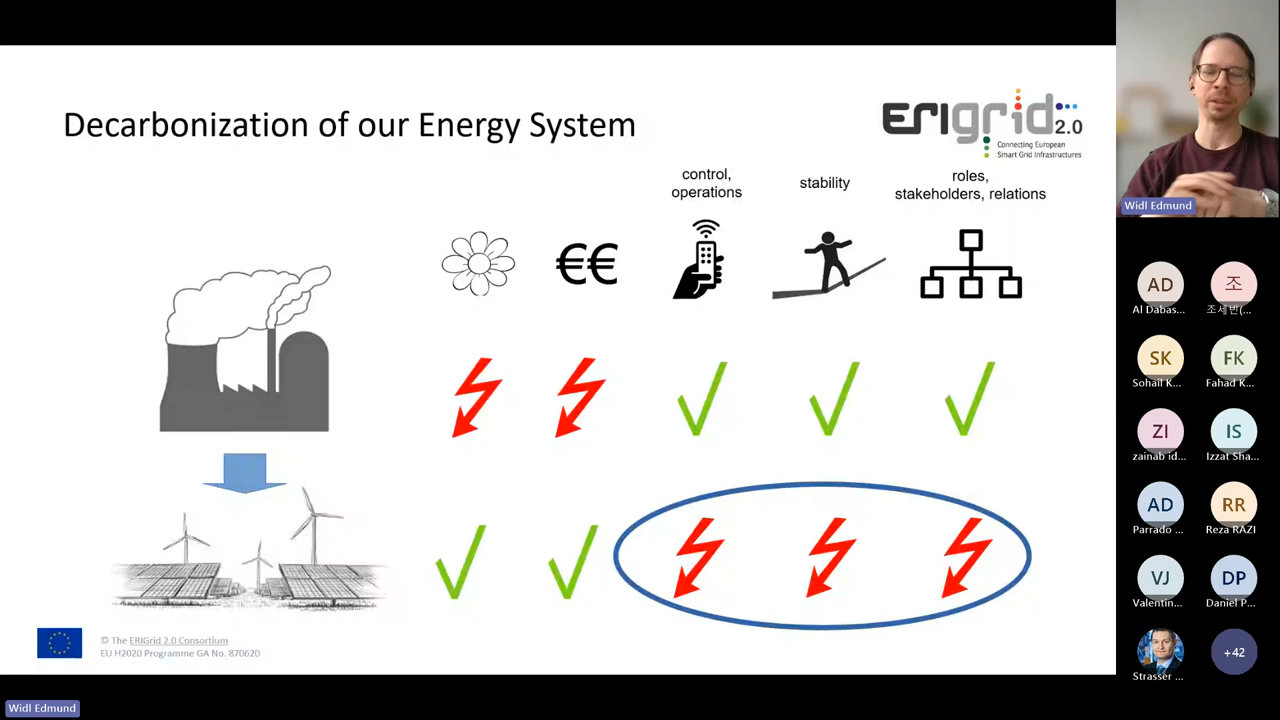 Decarbonization of our Energy System
ERIgrid 2.0
Connecting European
Smart Grid Infrastructures
control,
operations
stability
roles,
stakeholders, relations
€€
© The ERIGrid 2.0 Consortium
EU H2020 Programme GA No. 870620
Widl Edmund
Widl Edmund
AD
조
Al Dabas...
조세빈(...
SK
FK
Sohail K...
Fahad K...
ZI
IS
zainab id...
Izzat Sha...
AD
RR
Parrado ...
Reza RAZI
VJ
DP
Valentin...
Daniel P...
Strasser ...
+42